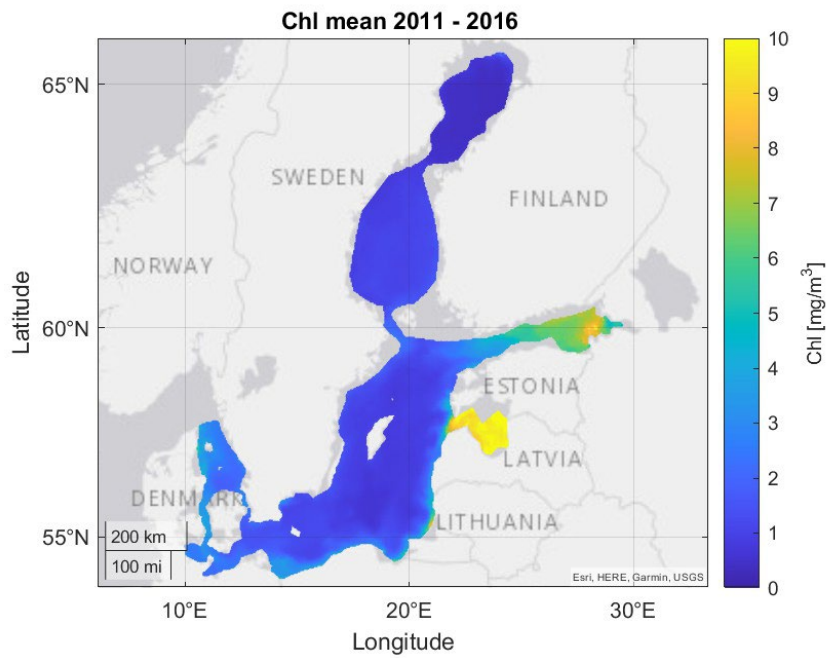 Chl mean 2011 - 2016
65°N
60°N
55°N
Latitude
SWEDEN
FINLAND
NORWAY
ESTONIA
LATVIA
DENMARK
LITHUANIA
200 km
100 mi
Esri, HERE, Garmin, USGS
10°E
20°E
30°E
Longitude
10
9
8
7
6
5
4
3
2
1
0
Chl [mg/m³]